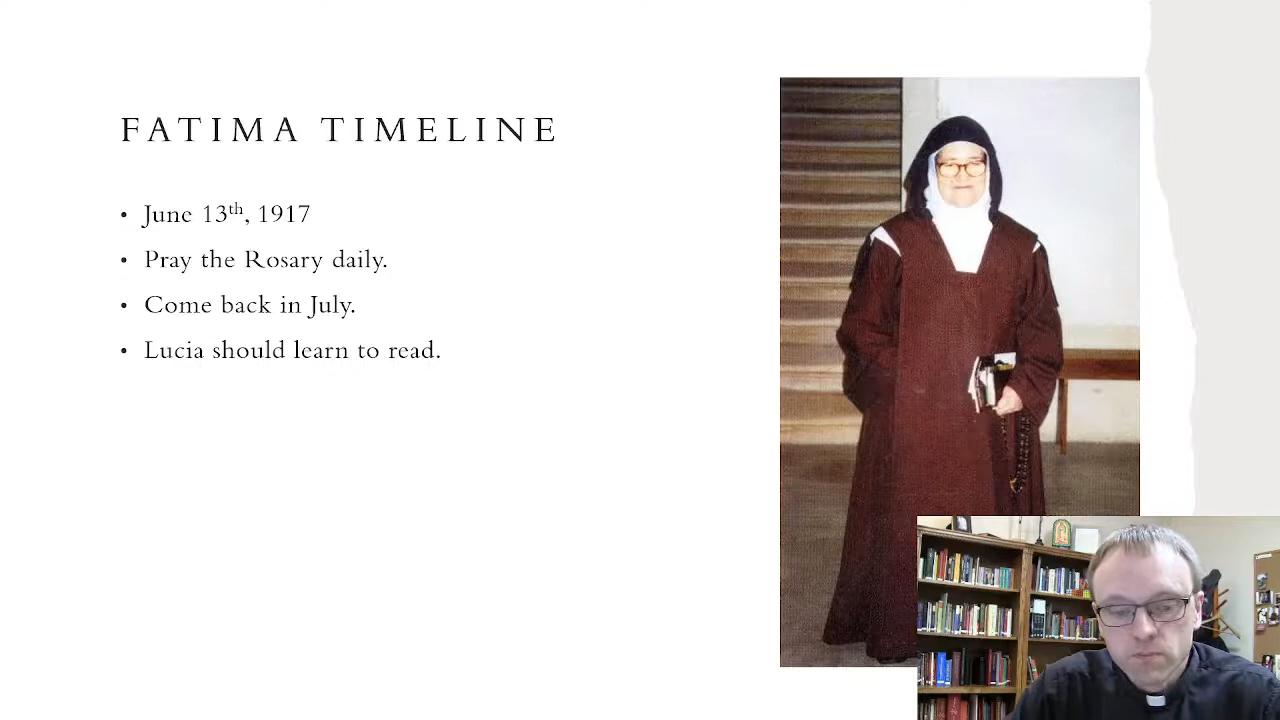 FATIMA TIMELINE
• June 13th, 1917
• Pray the Rosary daily.
• Come back in July.
• Lucia should learn to read.